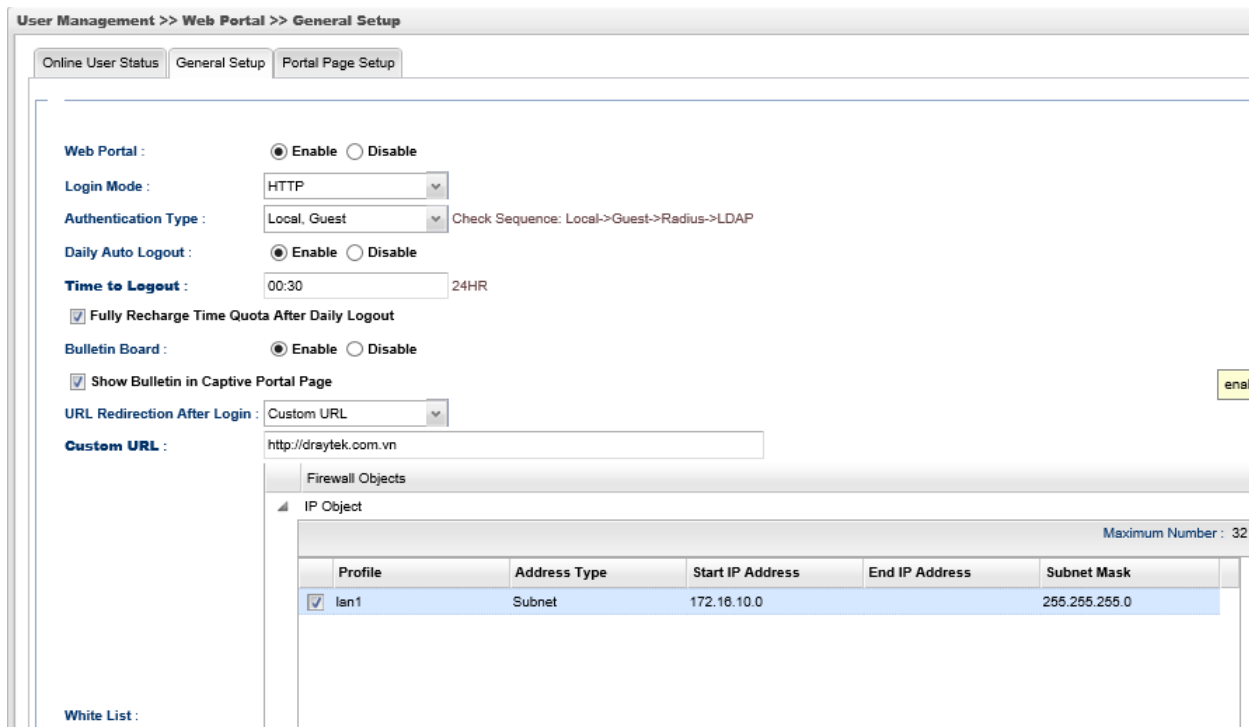 User Management >> Web Portal >> General Setup
Online User Status General Setup Portal Page Setup
Web Portal : Enable Disable
Login Mode : HTTP
Authentication Type : Local, Guest Check Sequence: Local->Guest->Radius->LDAP
Daily Auto Logout : Enable Disable
Time to Logout : 00:30 24HR
Fully Recharge Time Quota After Daily Logout
Bulletin Board : Enable Disable
Show Bulletin in Captive Portal Page
enal
URL Redirection After Login : Custom URL
Custom URL : http://draytek.com.vn
Firewall Objects
IP Object
Maximum Number : 32
Profile Address Type Start IP Address End IP Address Subnet Mask
lan1 Subnet 172.16.10.0 255.255.255.0
White List :